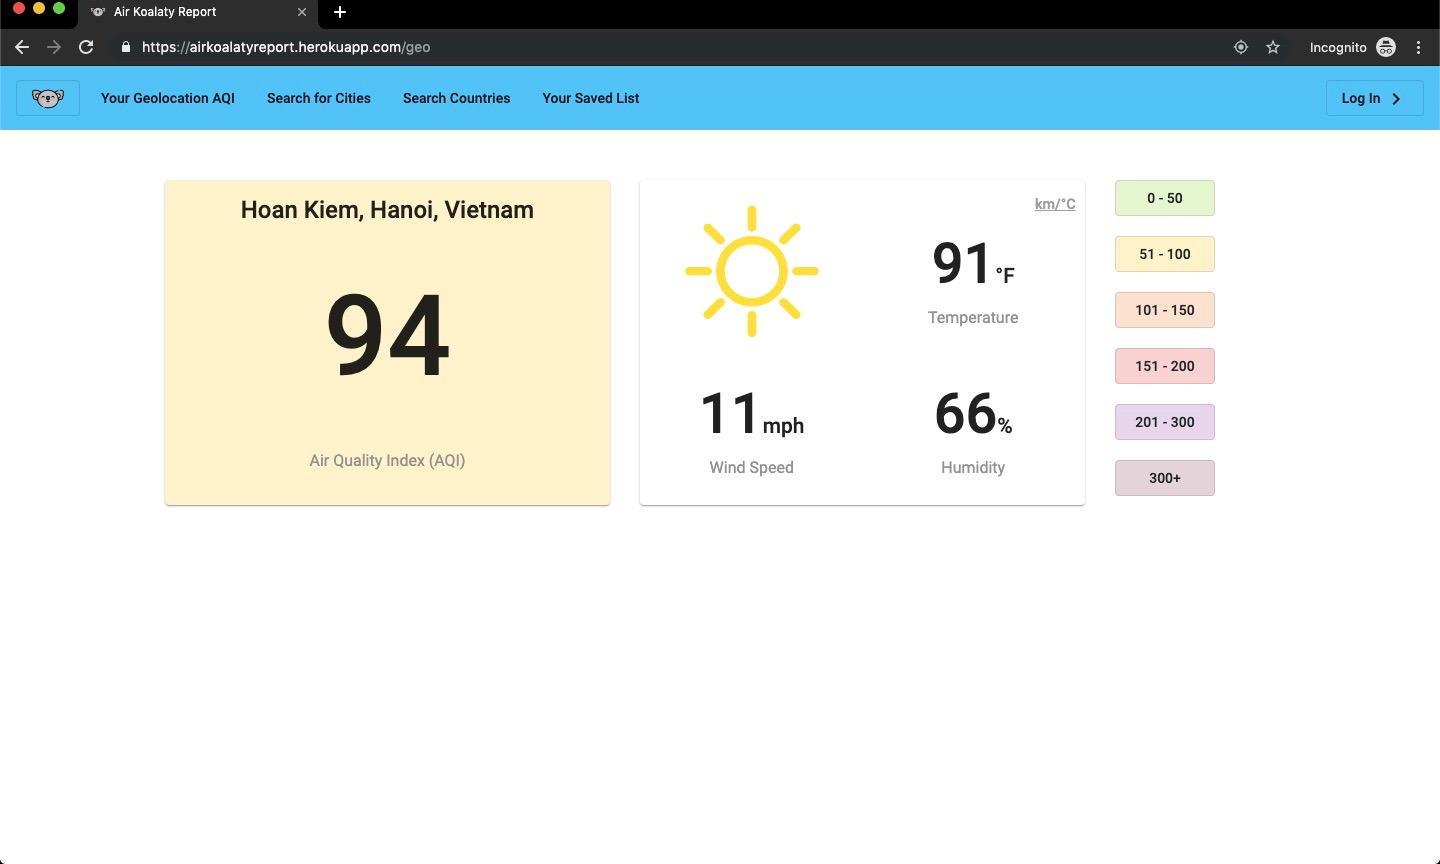 Air Koalaty Report
https://airkoalatyreport.herokuapp.com/geo
Incognito
Your Geolocation AQI
Search for Cities
Search Countries
Your Saved List
Log In
Hoan Kiem, Hanoi, Vietnam
94
Air Quality Index (AQI)
km/°C
91 °F
Temperature
11 mph
Wind Speed
66 %
Humidity
0 - 50
51 - 100
101 - 150
151 - 200
201 - 300
300+